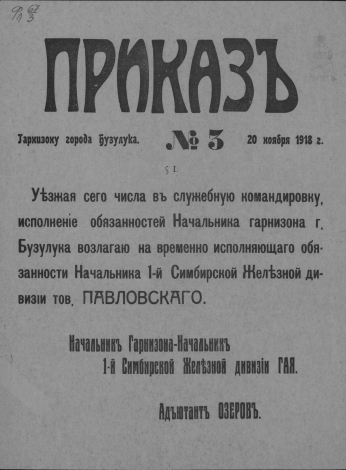 ПРИКАЗЪ
Гарнизону города Бузулука. № 5 20 ноября 1918 г.
§ 1.
Уѣзжая сего числа въ служебную командировку,
исполненіе обязанностей Начальника гарнизона г.
Бузулука возлагаю на временно исполняющаго обя-
занности Начальника 1-й Симбирской Желѣзной ди-
визіи тов. ПАВЛОВСКАГО.
Начальникъ Гарнизона-Начальникъ
1-й Симбирской Желѣзной дивизіи ГАЯ.
Адъютантъ ОЗЕРОВЪ.